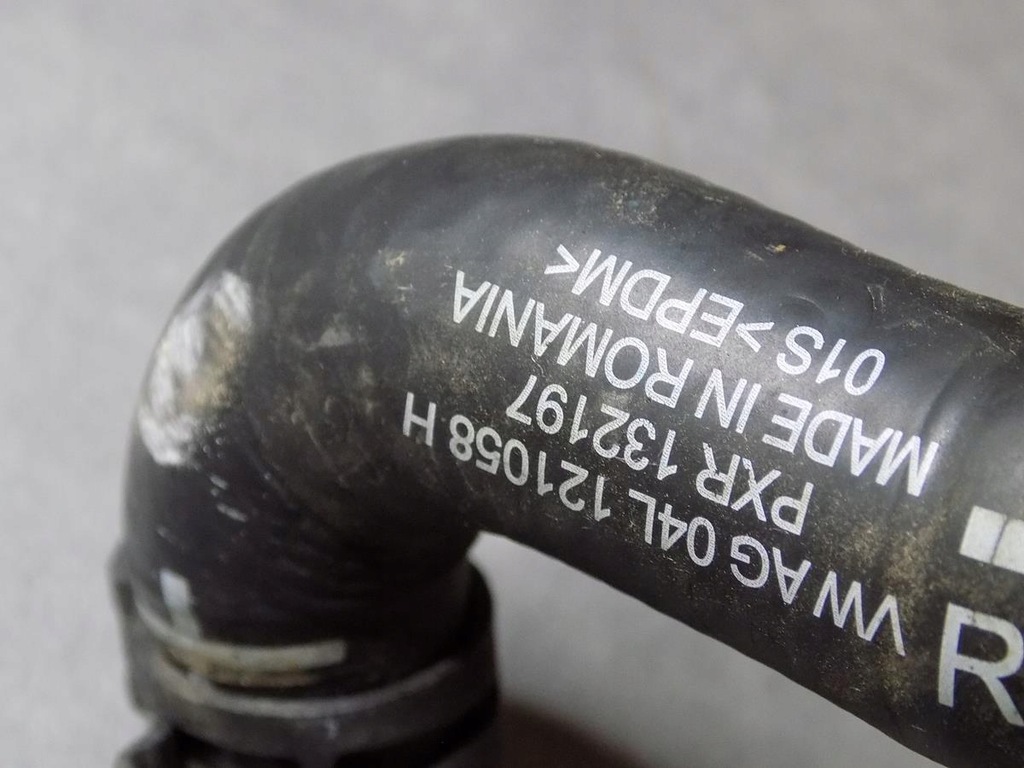 VW AG 04L 121058 H
PXR 132197
MADE IN ROMANIA
01S >EPDM<
R